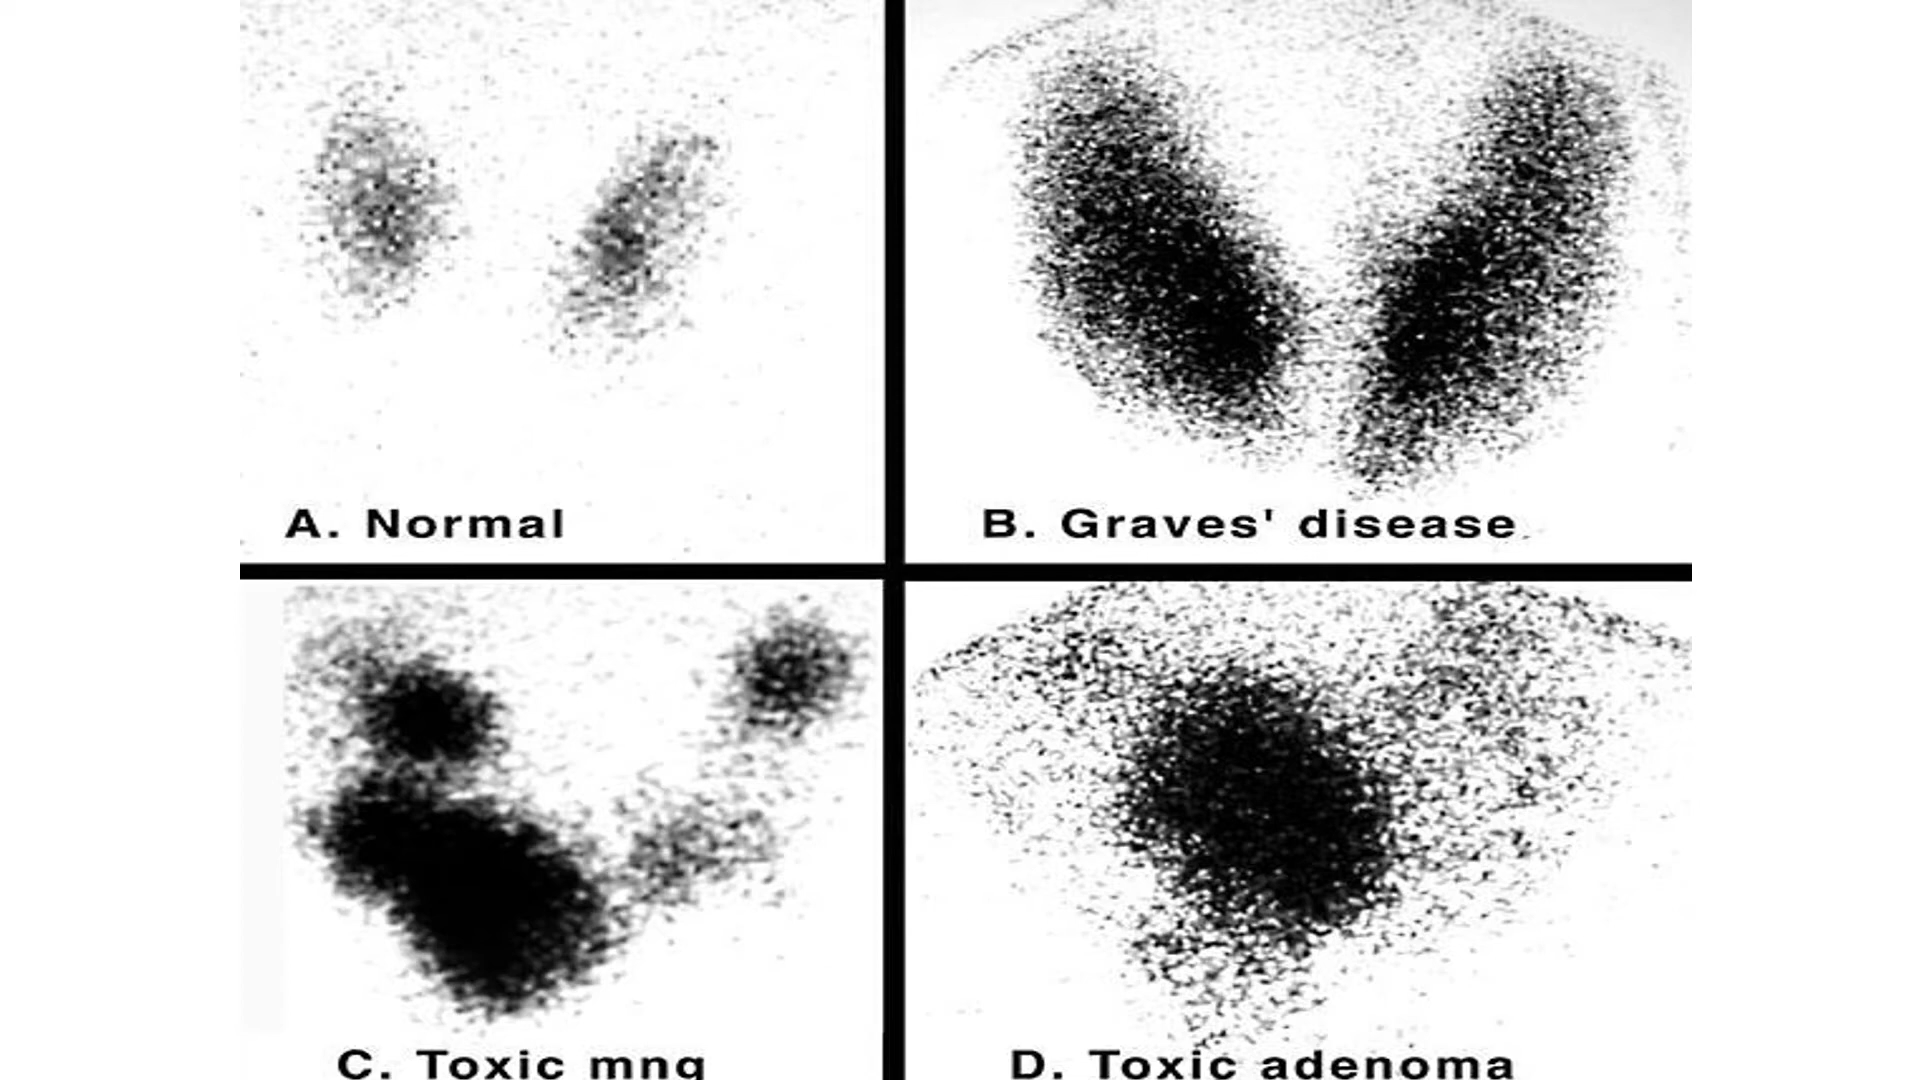 A. Normal
B. Graves' disease
C. Toxic mng
D. Toxic adenoma